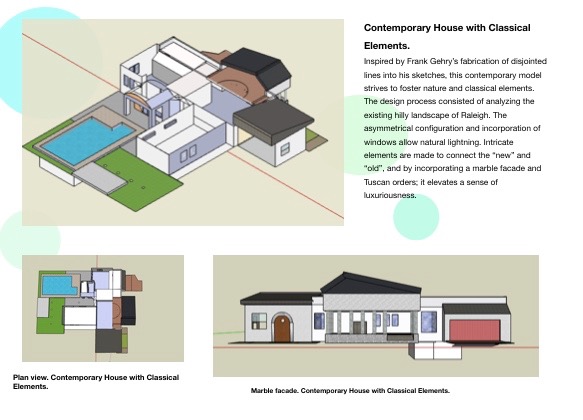 Contemporary House with Classical
Elements.
Inspired by Frank Gehry's fabrication of disjointed
lines into his sketches, this contemporary model
strives to foster nature and classical elements.
The design process consisted of analyzing the
existing hilly landscape of Raleigh. The
asymmetrical configuration and incorporation of
windows allow natural lightning. Intricate
elements are made to connect the “new” and
“old”, and by incorporating a marble facade and
Tuscan orders; it elevates a sense of
luxuriousness.
Plan view. Contemporary House with Classical
Elements.
Marble facade. Contemporary House with Classical Elements.